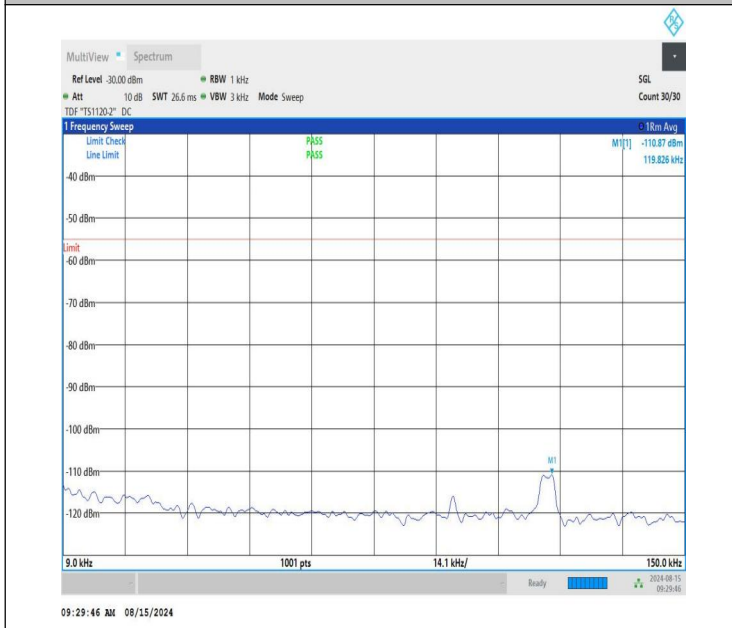 MultiView Spectrum
Ref Level -30.00 dBm RBW 1 kHz SGL
Att 10 dB SWT 26.6 ms VBW 3 kHz Mode Sweep Count 30/30
TDF "TS1120-2" DC
1 Frequency Sweep 1Rm Avg
Limit Check PASS M1[1] -110.87 dBm
Line Limit PASS 119.826 kHz
-40 dBm
-50 dBm
Limit
-60 dBm
-70 dBm
-80 dBm
-90 dBm
-100 dBm
M1
-110 dBm
-120 dBm
9.0 kHz 1001 pts 14.1 kHz/ 150.0 kHz
Ready 2024-08-15
09:29:46
09:29:46 AM 08/15/2024